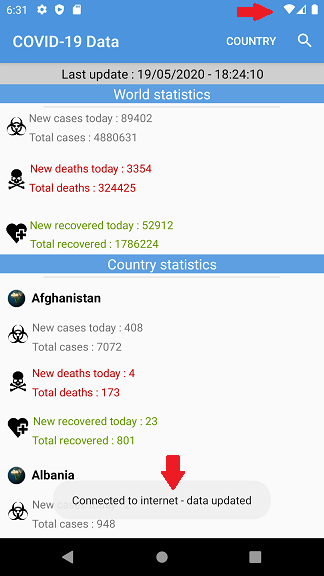 6:31
COVID-19 Data
COUNTRY
Last update : 19/05/2020 - 18:24:10
World statistics
New cases today : 89402
Total cases : 4880631
New deaths today : 3354
Total deaths : 324425
New recovered today : 52912
Total recovered : 1786224
Country statistics
Afghanistan
New cases today : 408
Total cases : 7072
New deaths today : 4
Total deaths : 173
New recovered today : 23
Total recovered : 801
Albania
New
Connected to internet - data updated
Total cases : 948